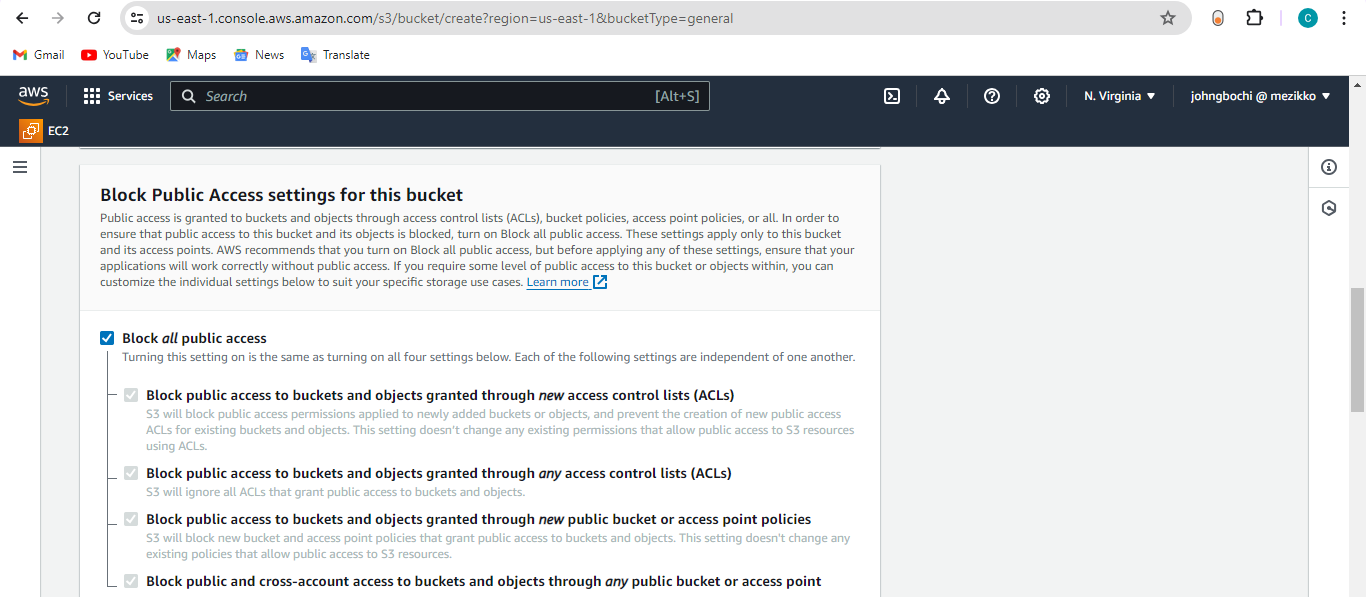 us-east-1.console.aws.amazon.com/s3/bucket/create?region=us-east-1&bucketType=general
C
Gmail YouTube Maps News Translate
aws Services Search [Alt+S] N. Virginia johngbochi @ mezikko
EC2
Block Public Access settings for this bucket
Public access is granted to buckets and objects through access control lists (ACLs), bucket policies, access point policies, or all. In order to
ensure that public access to this bucket and its objects is blocked, turn on Block all public access. These settings apply only to this bucket
and its access points. AWS recommends that you turn on Block all public access, but before applying any of these settings, ensure that your
applications will work correctly without public access. If you require some level of public access to this bucket or objects within, you can
customize the individual settings below to suit your specific storage use cases. Learn more
Block all public access
Turning this setting on is the same as turning on all four settings below. Each of the following settings are independent of one another.
Block public access to buckets and objects granted through new access control lists (ACLs)
S3 will block public access permissions applied to newly added buckets or objects, and prevent the creation of new public access
ACLs for existing buckets and objects. This setting doesn't change any existing permissions that allow public access to S3 resources
using ACLs.
Block public access to buckets and objects granted through any access control lists (ACLs)
S3 will ignore all ACLs that grant public access to buckets and objects.
Block public access to buckets and objects granted through new public bucket or access point policies
S3 will block new bucket and access point policies that grant public access to buckets and objects. This setting doesn't change any
existing policies that allow public access to S3 resources.
Block public and cross-account access to buckets and objects through any public bucket or access point